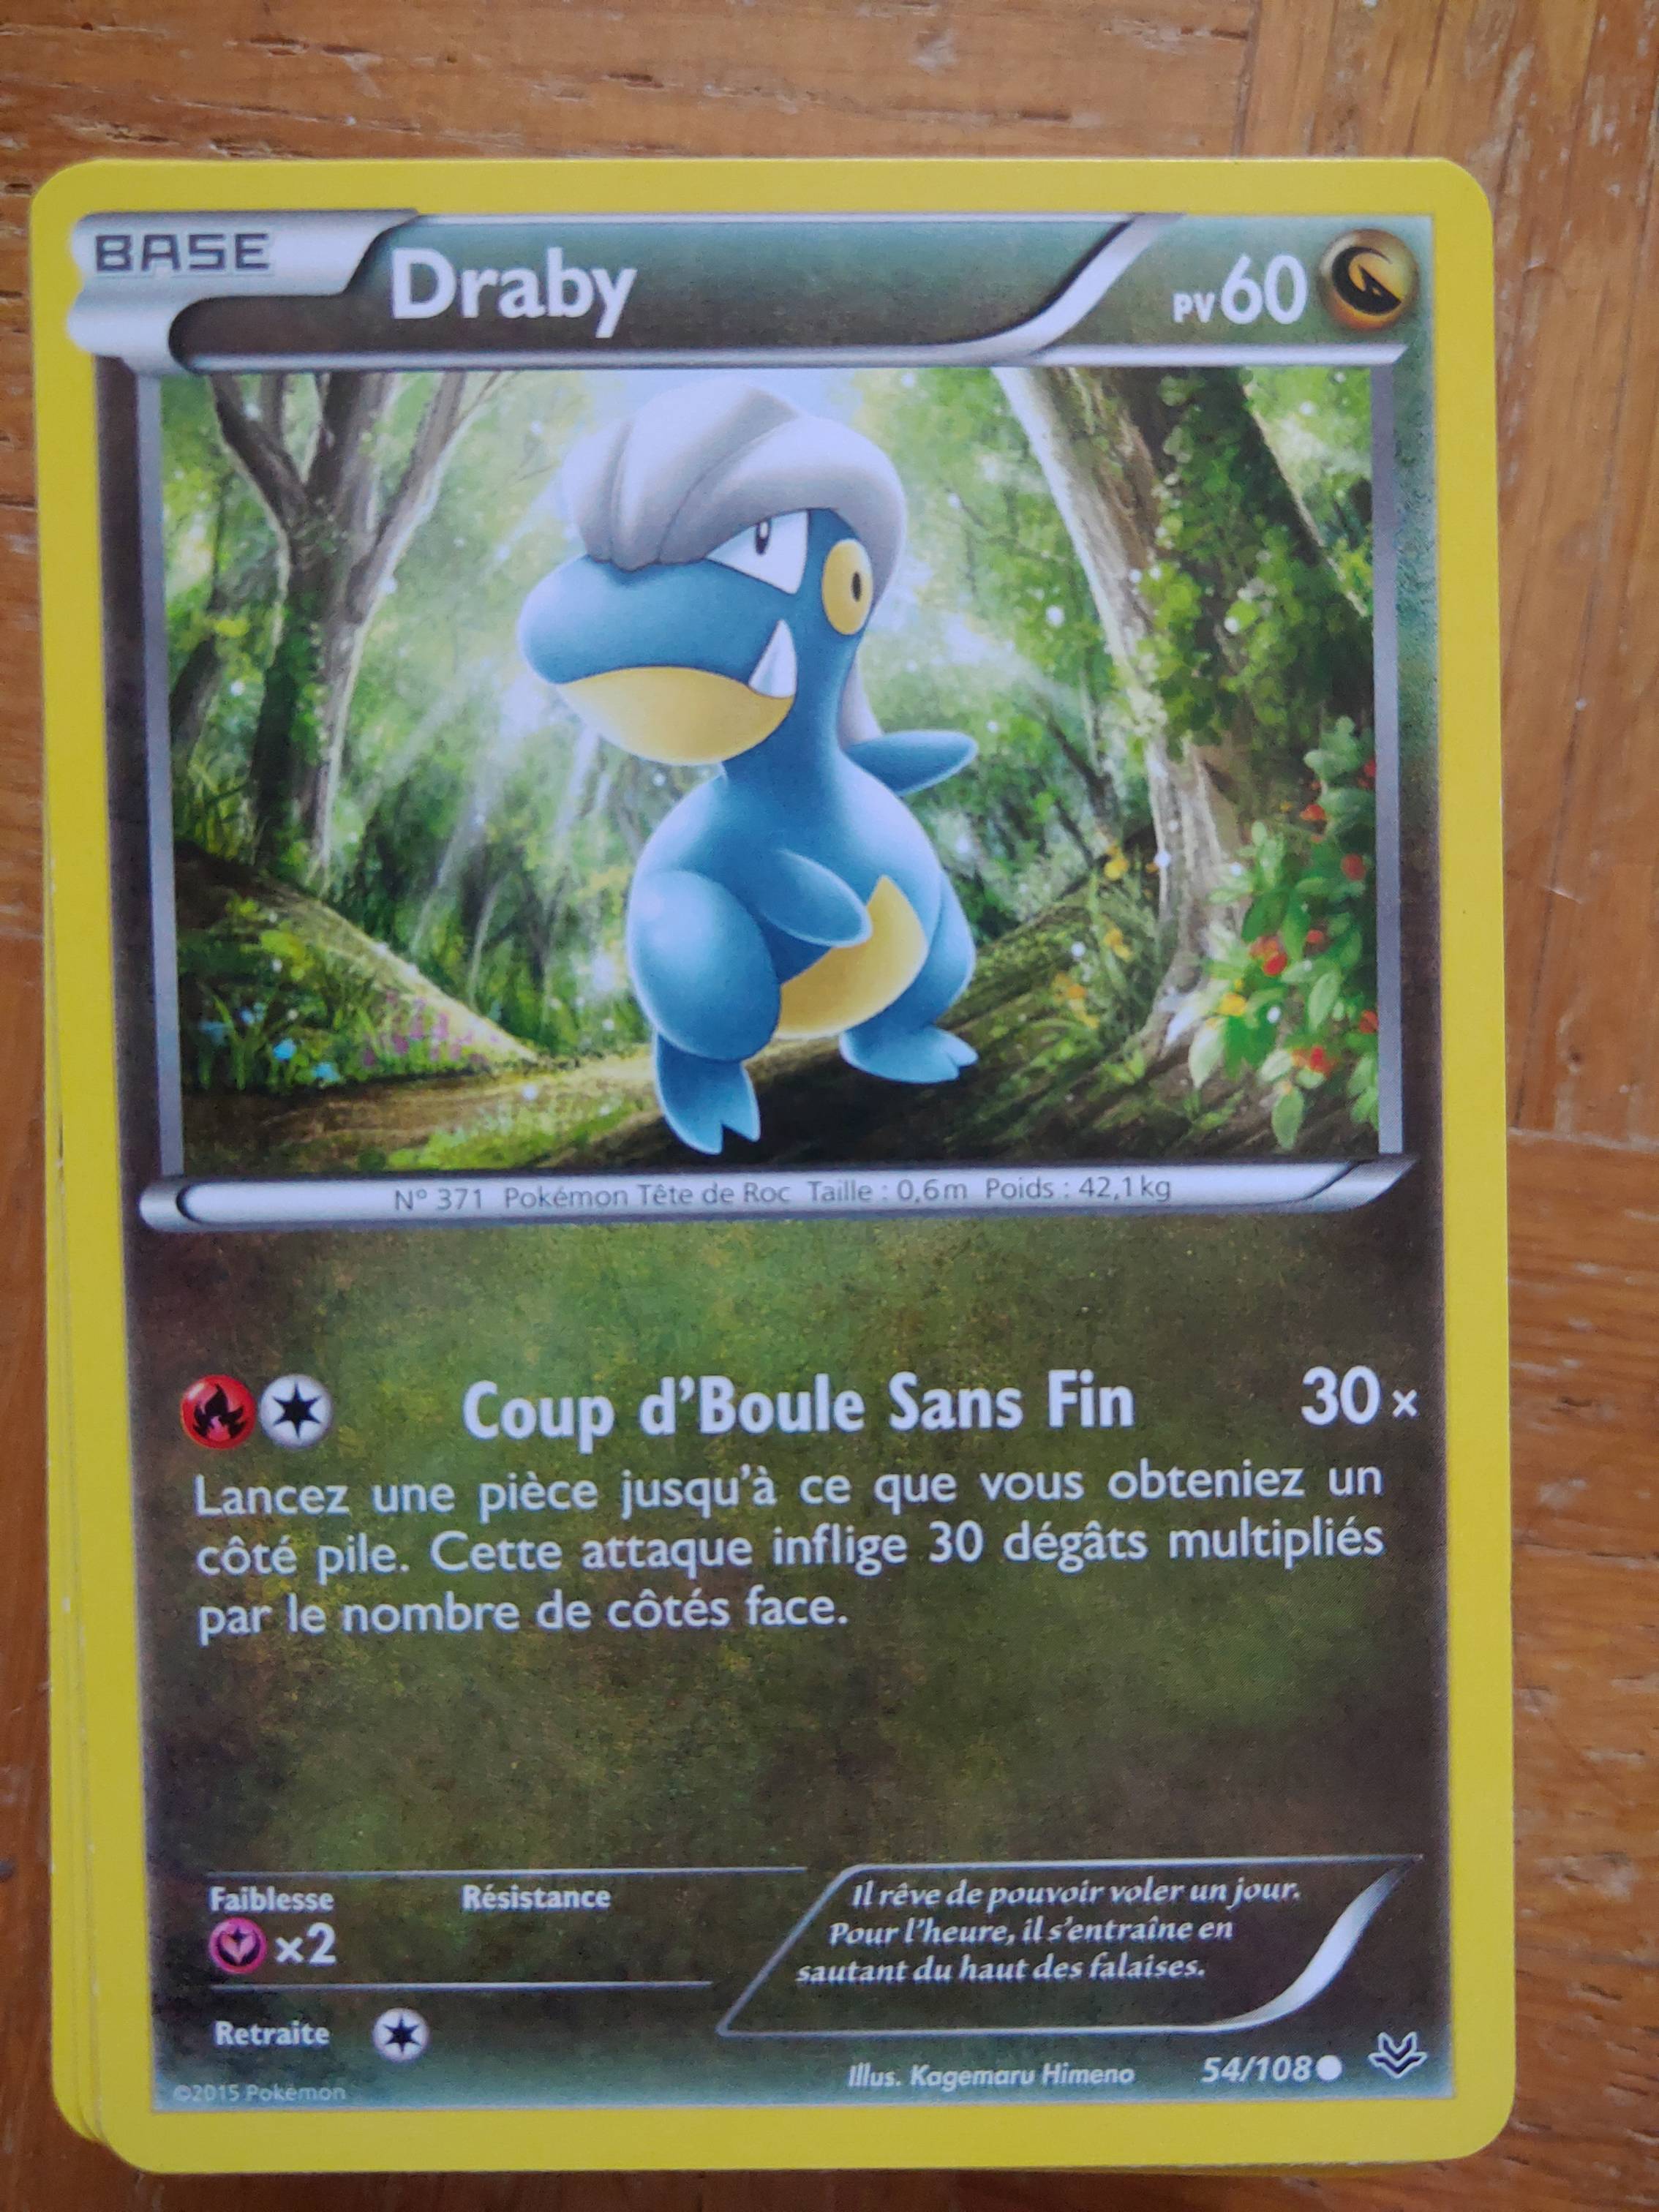 BASE
Draby
PV60
N° 371 Pokémon Tête de Roc Taille : 0,6m Poids : 42,1kg
Coup d'Boule Sans Fin 30×
Lancez une pièce jusqu'à ce que vous obteniez un
côté pile. Cette attaque inflige 30 dégâts multipliés
par le nombre de côtés face.
Faiblesse Résistance
×2
Il rêve de pouvoir voler un jour.
Pour l'heure, il s'entraîne en
sautant du haut des falaises.
Retraite
Illus. Kagemaru Himeno 54/108
©2015 Pokémon